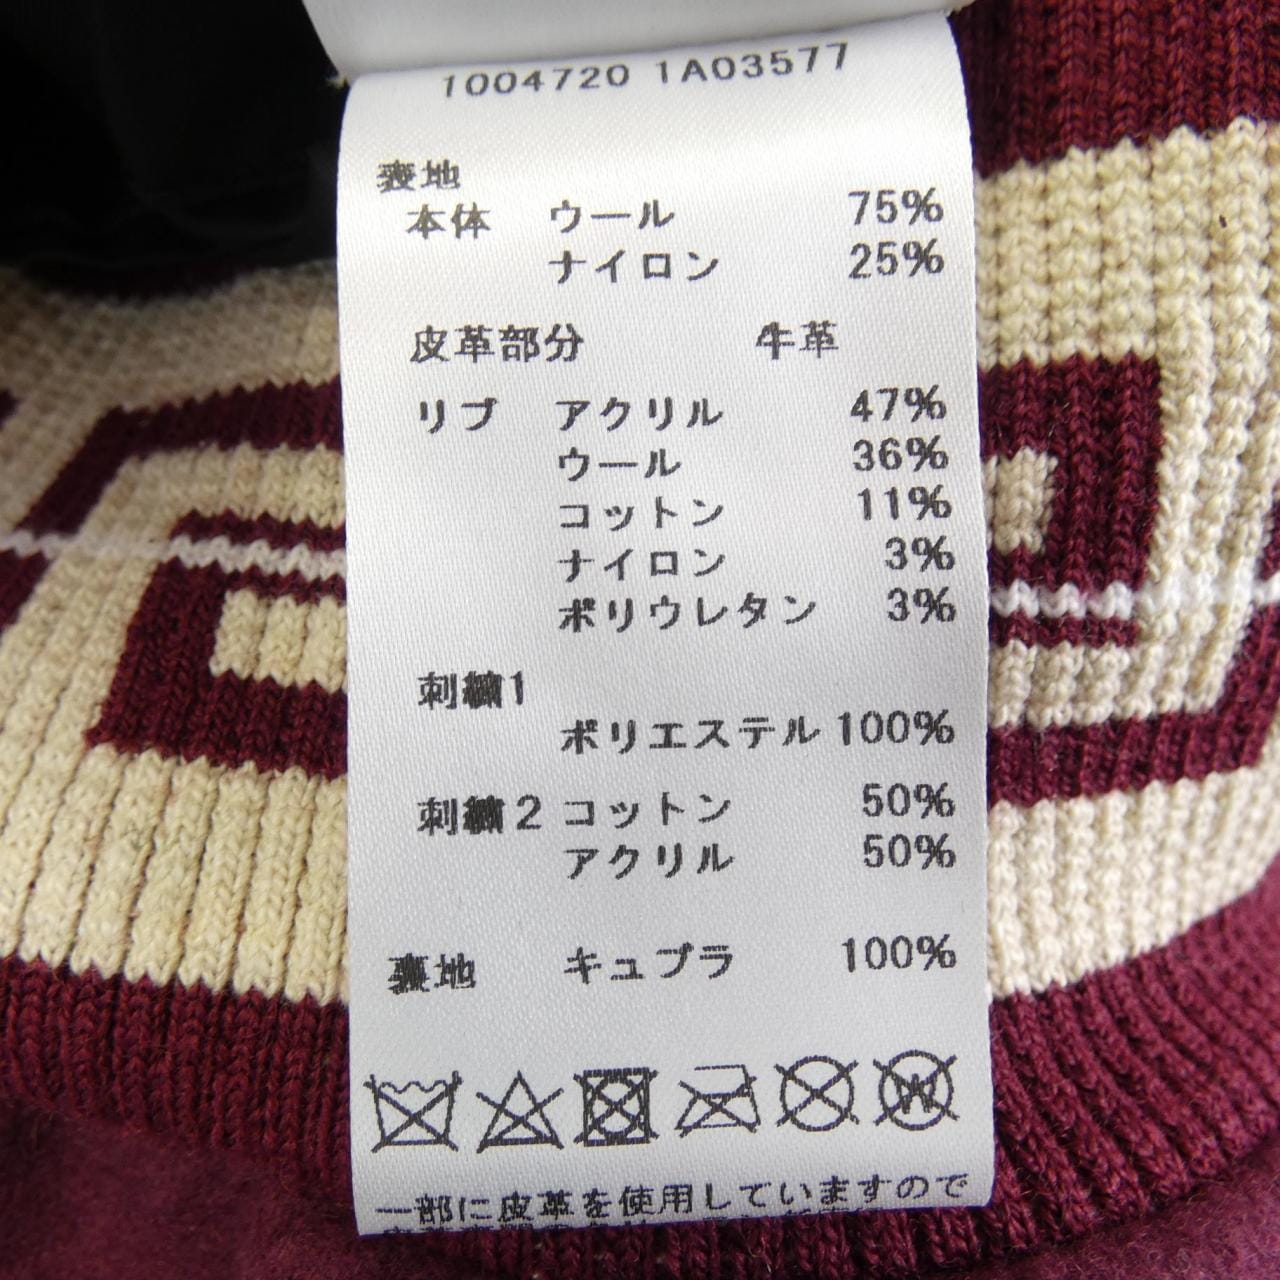 1004720 1A03577
表地
本体 ウール 75%
ナイロン 25%
皮革部分 牛革
リブ アクリル 47%
ウール 36%
コットン 11%
ナイロン 3%
ポリウレタン 3%
刺繍1
ポリエステル 100%
刺繍2 コットン 50%
アクリル 50%
裏地 キュプラ 100%
W
一部に皮革を使用していますので